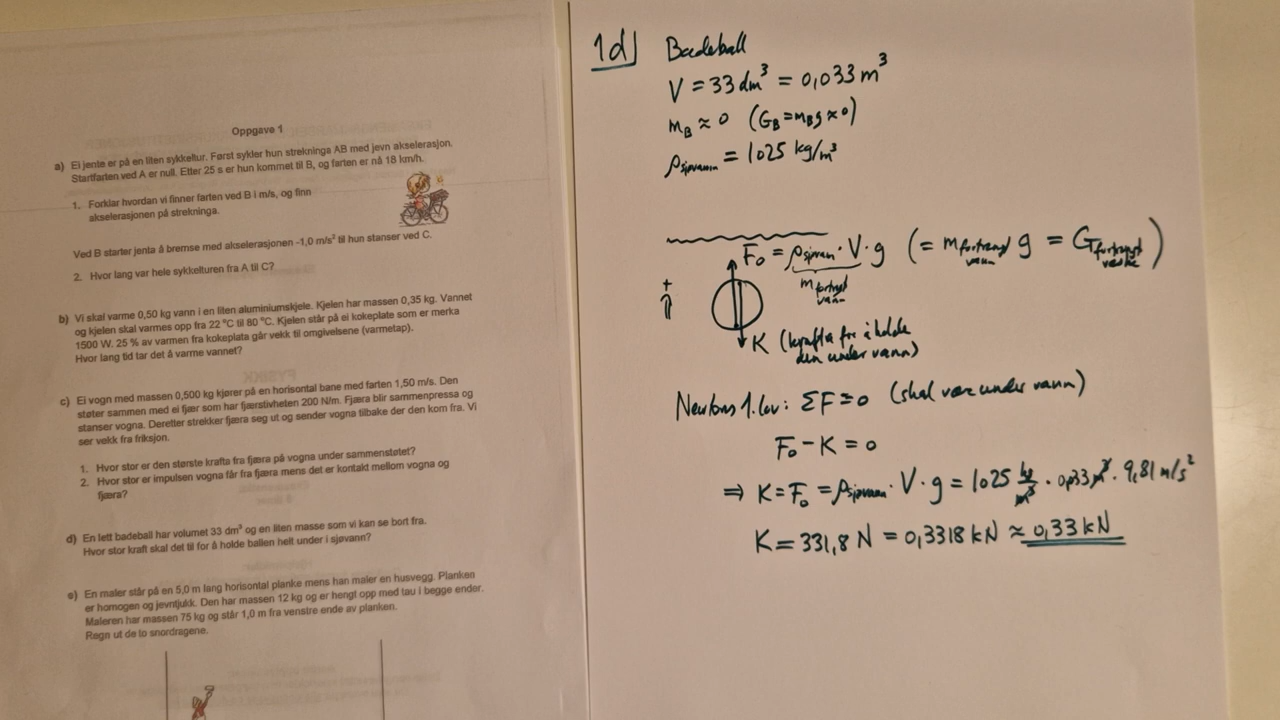 Oppgave 1
a) Ei jente er på en liten sykkeltur. Først sykler hun strekninga AB med jevn akselerasjon.
Startfarten ved A er null. Etter 25 s er hun kommet til B, og farten er nå 18 km/h.
1. Forklar hvordan vi finner farten ved B i m/s, og finn
akselerasjonen på strekninga.
Ved B starter jenta å bremse med akselerasjonen -1,0 m/s² til hun stanser ved C.
2. Hvor lang var hele sykkelturen fra A til C?
b) Vi skal varme 0,50 kg vann i en liten aluminiumskjele. Kjelen har massen 0,35 kg. Vannet
og kjelen skal varmes opp fra 22 °C til 80 °C. Kjelen står på ei kokeplate som er merka
1500 W. 25 % av varmen fra kokeplata går vekk til omgivelsene (varmetap).
Hvor lang tid tar det å varme vannet?
c) Ei vogn med massen 0,500 kg kjører på en horisontal bane med farten 1,50 m/s. Den
støter sammen med ei fjær som har fjærstivheten 200 N/m. Fjæra blir sammenpressa og
stanser vogna. Deretter strekker fjæra seg ut og sender vogna tilbake der den kom fra. Vi
ser vekk fra friksjon.
1. Hvor stor er den største krafta fra fjæra på vogna under sammenstøtet?
2. Hvor stor er impulsen vogna får fra fjæra mens det er kontakt mellom vogna og
fjæra?
d) En lett badeball har volumet 33 dm³ og en liten masse som vi kan se bort fra.
Hvor stor kraft skal det til for å holde ballen helt under i sjøvann?
e) En maler står på en 5,0 m lang horisontal planke mens han maler en husvegg. Planken
er homogen og jevntjukk. Den har massen 12 kg og er hengt opp med tau i begge ender.
Maleren har massen 75 kg og står 1,0 m fra venstre ende av planken.
Regn ut de to snordragene.
1d) Badeball
V = 33 dm³ = 0,033 m³
m_B ≈ 0 (G_B = m_B g ≈ 0)
ρ_sjøvann = 1025 kg/m³
F₀ = ρ_sjøvann · V · g (= m_fortrengt vann g = G_fortrengt væske)
m_fortrengt vann
+
K (krafta for å holde
den under vann)
Newtons 1. lov: ΣF = 0 (skal være under vann)
F₀ - K = 0
⇒ K = F₀ = ρ_sjøvann · V · g = 1025 kg/m³ · 0,033 m³ · 9,81 m/s²
K = 331,8 N = 0,3318 kN ≈ 0,33 kN